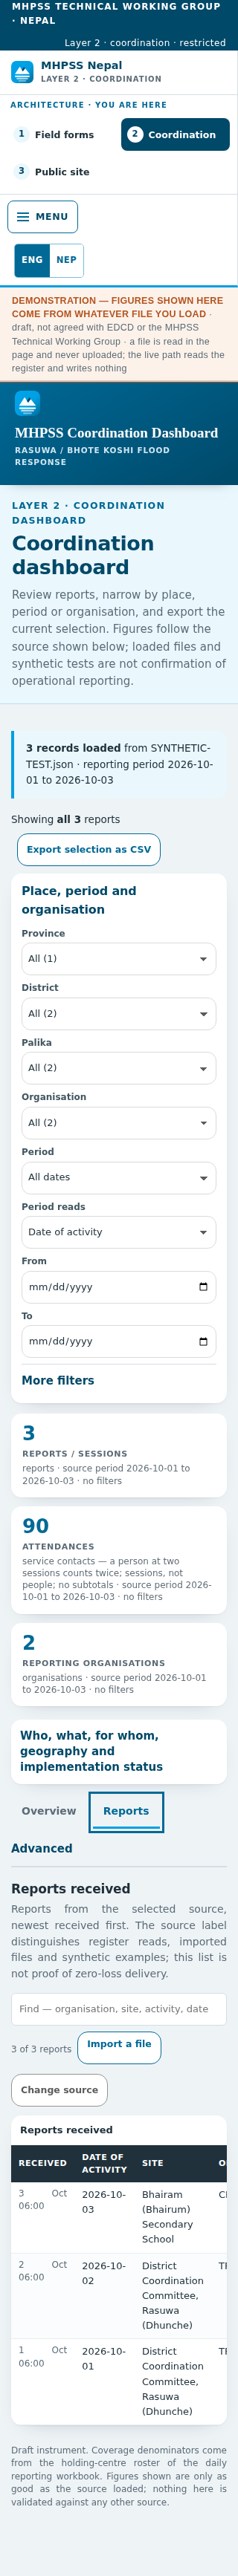 MHPSS TECHNICAL WORKING GROUP
· NEPAL
Layer 2 · coordination · restricted
MHPSS Nepal
LAYER 2 · COORDINATION
ARCHITECTURE · YOU ARE HERE
1 Field forms
2 Coordination
3 Public site
MENU
ENG NEP
DEMONSTRATION — FIGURES SHOWN HERE
COME FROM WHATEVER FILE YOU LOAD ·
draft, not agreed with EDCD or the MHPSS
Technical Working Group · a file is read in the
page and never uploaded; the live path reads the
register and writes nothing
MHPSS Coordination Dashboard
RASUWA / BHOTE KOSHI FLOOD
RESPONSE
LAYER 2 · COORDINATION
DASHBOARD
Coordination
dashboard
Review reports, narrow by place,
period or organisation, and export the
current selection. Figures follow the
source shown below; loaded files and
synthetic tests are not confirmation of
operational reporting.
3 records loaded from SYNTHETIC-
TEST.json · reporting period 2026-10-
01 to 2026-10-03
Showing all 3 reports
Export selection as CSV
Place, period and
organisation
Province
All (1)
District
All (2)
Palika
All (2)
Organisation
All (2)
Period
All dates
Period reads
Date of activity
From
mm/dd/yyyy
To
mm/dd/yyyy
More filters
3
REPORTS / SESSIONS
reports · source period 2026-10-01 to
2026-10-03 · no filters
90
ATTENDANCES
service contacts — a person at two
sessions counts twice; sessions, not
people; no subtotals · source period 2026-
10-01 to 2026-10-03 · no filters
2
REPORTING ORGANISATIONS
organisations · source period 2026-10-01
to 2026-10-03 · no filters
Who, what, for whom,
geography and
implementation status
Overview Reports
Advanced
Reports received
Reports from the selected source,
newest received first. The source label
distinguishes register reads, imported
files and synthetic examples; this list is
not proof of zero-loss delivery.
Find — organisation, site, activity, date
3 of 3 reports Import a file
Change source
Reports received
RECEIVED DATE OF ACTIVITY SITE
3 Oct 06:00 2026-10-03 Bhairam (Bhairum) Secondary School
2 Oct 06:00 2026-10-02 District Coordination Committee, Rasuwa (Dhunche)
1 Oct 06:00 2026-10-01 District Coordination Committee, Rasuwa (Dhunche)
Draft instrument. Coverage denominators come
from the holding-centre roster of the daily
reporting workbook. Figures shown are only as
good as the source loaded; nothing here is
validated against any other source.